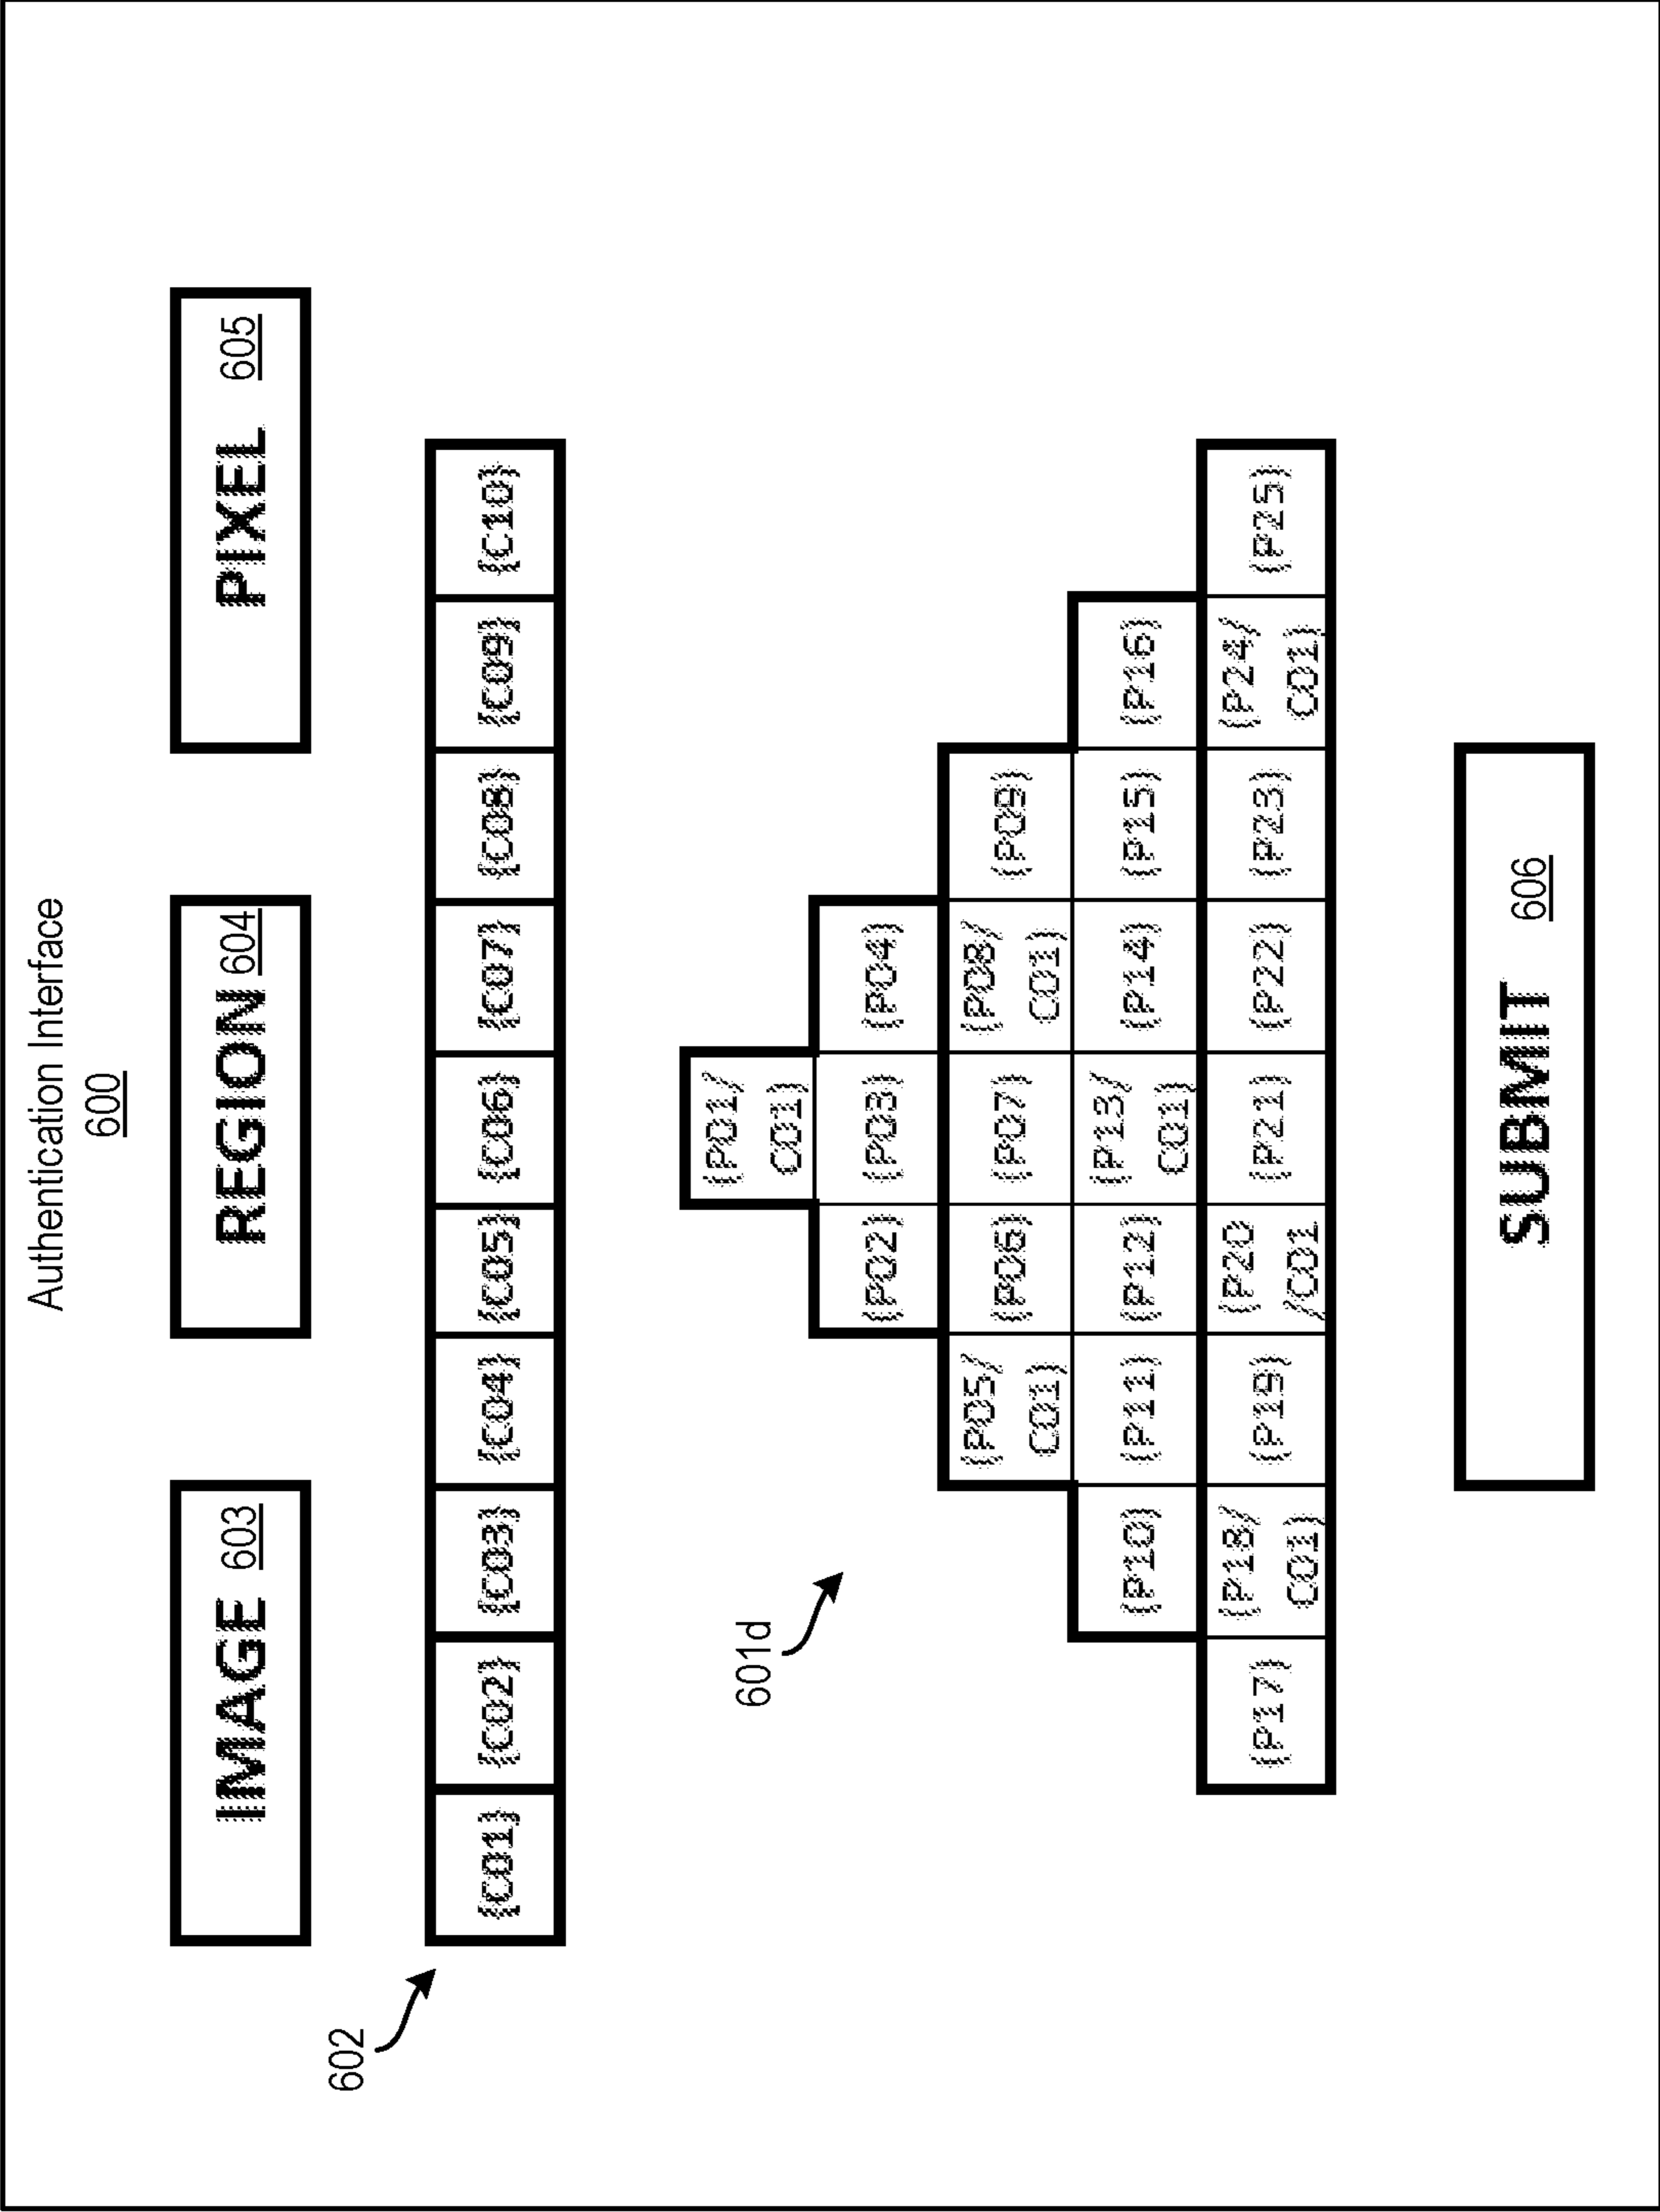 Authentication Interface
600
IMAGE 603
REGION 604
PIXEL 605
602
{C01} {C02} {C03} {C04} {C05} {C06} {C07} {C08} {C09} {C10}
601d
(P01/
C01)
(P02) (P03) (P04)
(P05/
C01) (P06) (P07) (P08/
C01) (P09)
(P10) (P11) (P12) (P13/
C01) (P14) (P15) (P16)
(P17) (P18/
C01) (P19) (P20
/C01 (P21) (P22) (P23) (P24/
C01) (P25)
SUBMIT 606